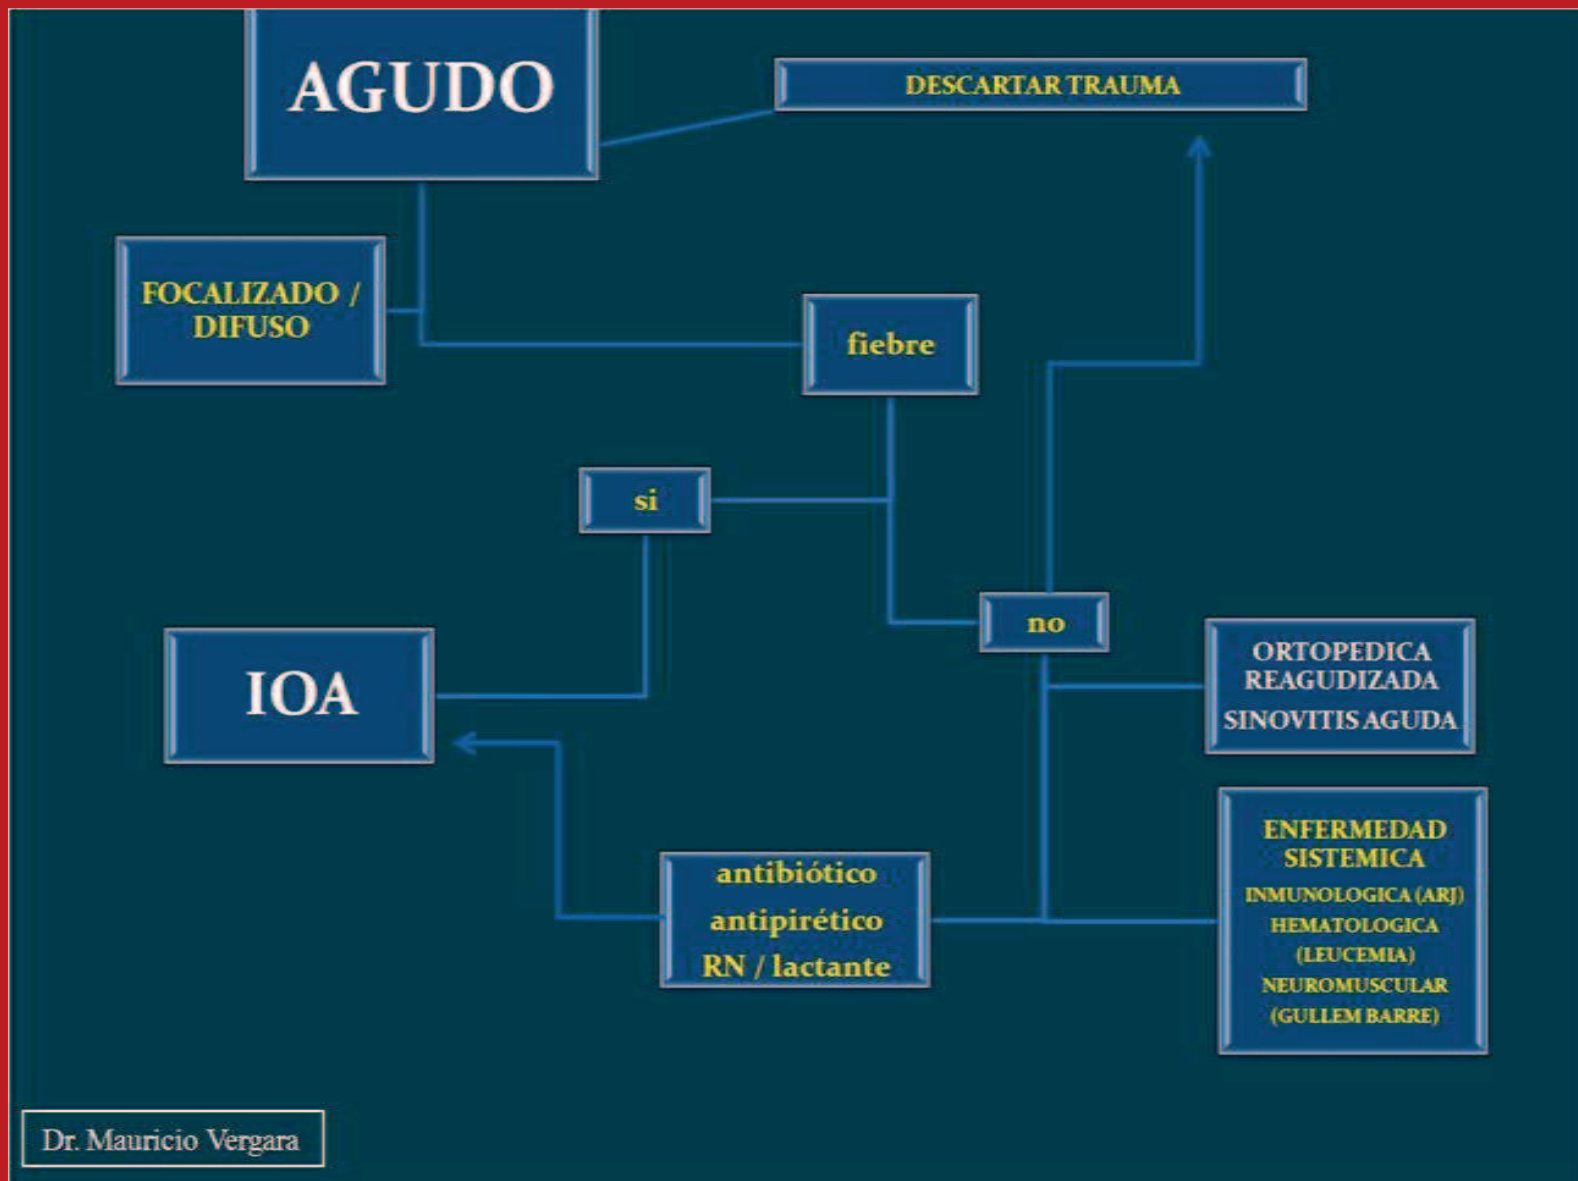 AGUDO
DESCARTAR TRAUMA
FOCALIZADO /
DIFUSO
fiebre
si
no
IOA
ORTOPEDICA
REAGUDIZADA
SINOVITIS AGUDA
antibiótico
antipirético
RN / lactante
ENFERMEDAD
SISTEMICA
INMUNOLOGICA (ARJ)
HEMATOLOGICA
(LEUCEMIA)
NEUROMUSCULAR
(GULLEM BARRE)
Dr. Mauricio Vergara